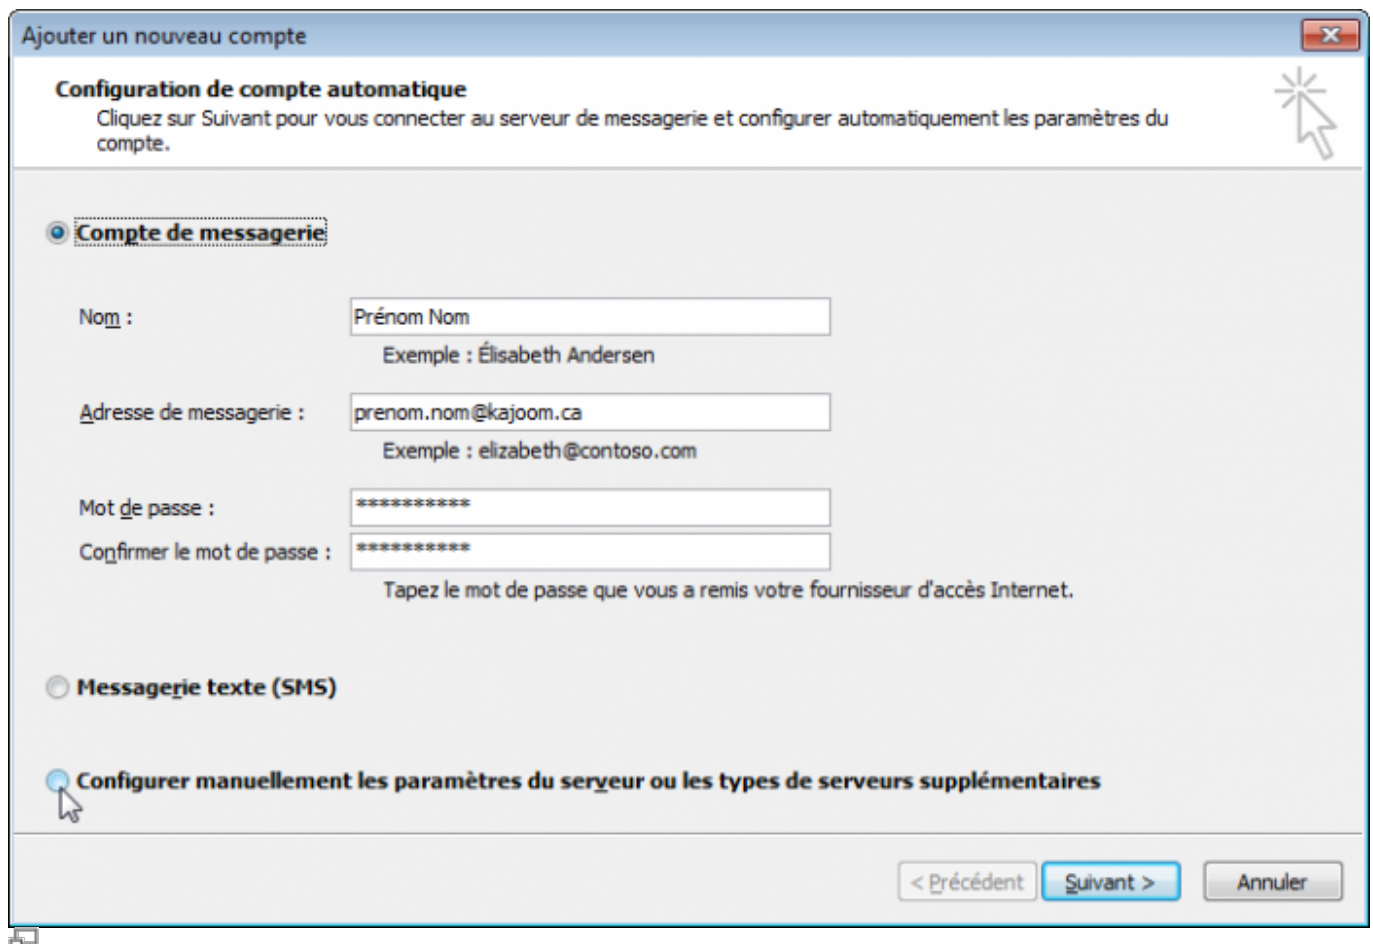 Ajouter un nouveau compte
Configuration de compte automatique
Cliquez sur Suivant pour vous connecter au serveur de messagerie et configurer automatiquement les paramètres du
compte.
Compte de messagerie
Nom : Prénom Nom
Exemple : Élisabeth Andersen
Adresse de messagerie : prenom.nom@kajoom.ca
Exemple : elizabeth@contoso.com
Mot de passe : **********
Confirmer le mot de passe : **********
Tapez le mot de passe que vous a remis votre fournisseur d'accès Internet.
Messagerie texte (SMS)
Configurer manuellement les paramètres du serveur ou les types de serveurs supplémentaires
< Précédent Suivant > Annuler